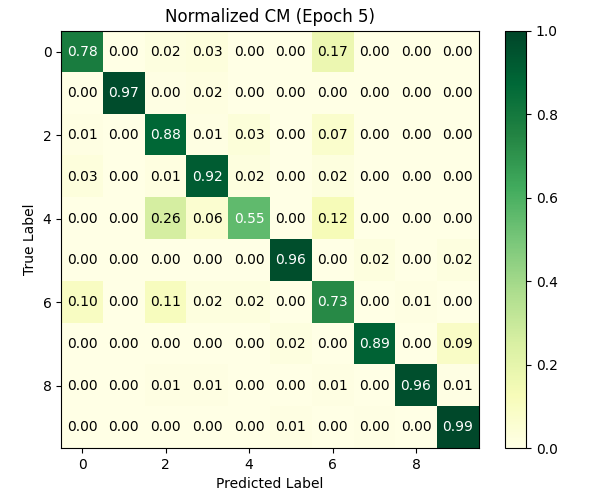 Normalized CM (Epoch 5)
0 0.78 0.00 0.02 0.03 0.00 0.00 0.17 0.00 0.00 0.00
0.00 0.97 0.00 0.02 0.00 0.00 0.00 0.00 0.00 0.00
2 0.01 0.00 0.88 0.01 0.03 0.00 0.07 0.00 0.00 0.00
0.03 0.00 0.01 0.92 0.02 0.00 0.02 0.00 0.00 0.00
4 0.00 0.00 0.26 0.06 0.55 0.00 0.12 0.00 0.00 0.00
0.00 0.00 0.00 0.00 0.00 0.96 0.00 0.02 0.00 0.02
6 0.10 0.00 0.11 0.02 0.02 0.00 0.73 0.00 0.01 0.00
0.00 0.00 0.00 0.00 0.00 0.02 0.00 0.89 0.00 0.09
8 0.00 0.00 0.01 0.01 0.00 0.00 0.01 0.00 0.96 0.01
0.00 0.00 0.00 0.00 0.00 0.01 0.00 0.00 0.00 0.99
0 2 4 6 8
Predicted Label
True Label
1.0
0.8
0.6
0.4
0.2
0.0